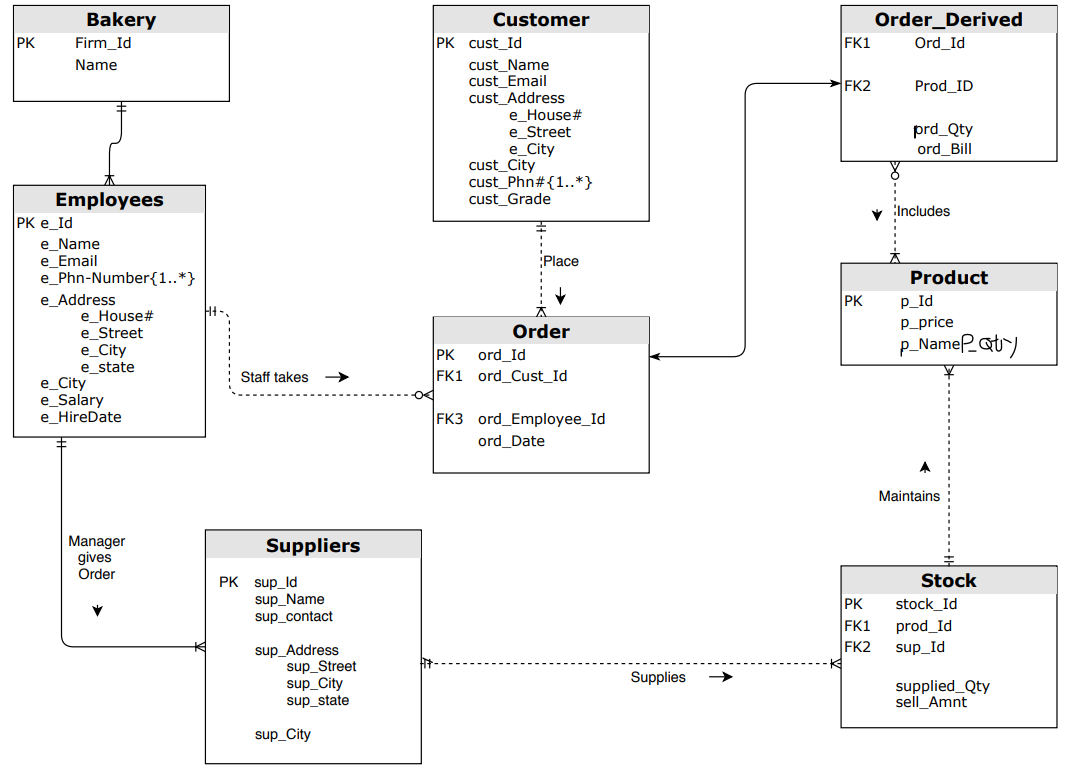 Bakery
PK Firm_Id
Name
Customer
PK cust_Id
cust_Name
cust_Email
cust_Address
e_House#
e_Street
e_City
cust_City
cust_Phn#{1..*}
cust_Grade
Order_Derived
FK1 Ord_Id
FK2 Prod_ID
ord_Qty
ord_Bill
Employees
PK e_Id
e_Name
e_Email
e_Phn-Number{1..*}
e_Address
e_House#
e_Street
e_City
e_state
e_City
e_Salary
e_HireDate
Place
Includes
Staff takes
Order
PK ord_Id
FK1 ord_Cust_Id
FK3 ord_Employee_Id
ord_Date
Product
PK p_Id
p_price
p_Name P_Qty
Maintains
Manager
gives
Order
Suppliers
PK sup_Id
sup_Name
sup_contact
sup_Address
sup_Street
sup_City
sup_state
sup_City
Supplies
Stock
PK stock_Id
FK1 prod_Id
FK2 sup_Id
supplied_Qty
sell_Amnt